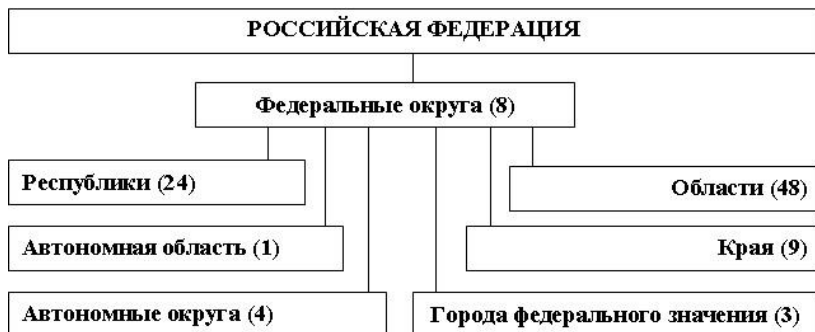 РОССИЙСКАЯ ФЕДЕРАЦИЯ
Федеральные округа (8)
Республики (24)
Области (48)
Автономная область (1)
Края (9)
Автономные округа (4)
Города федерального значения (3)